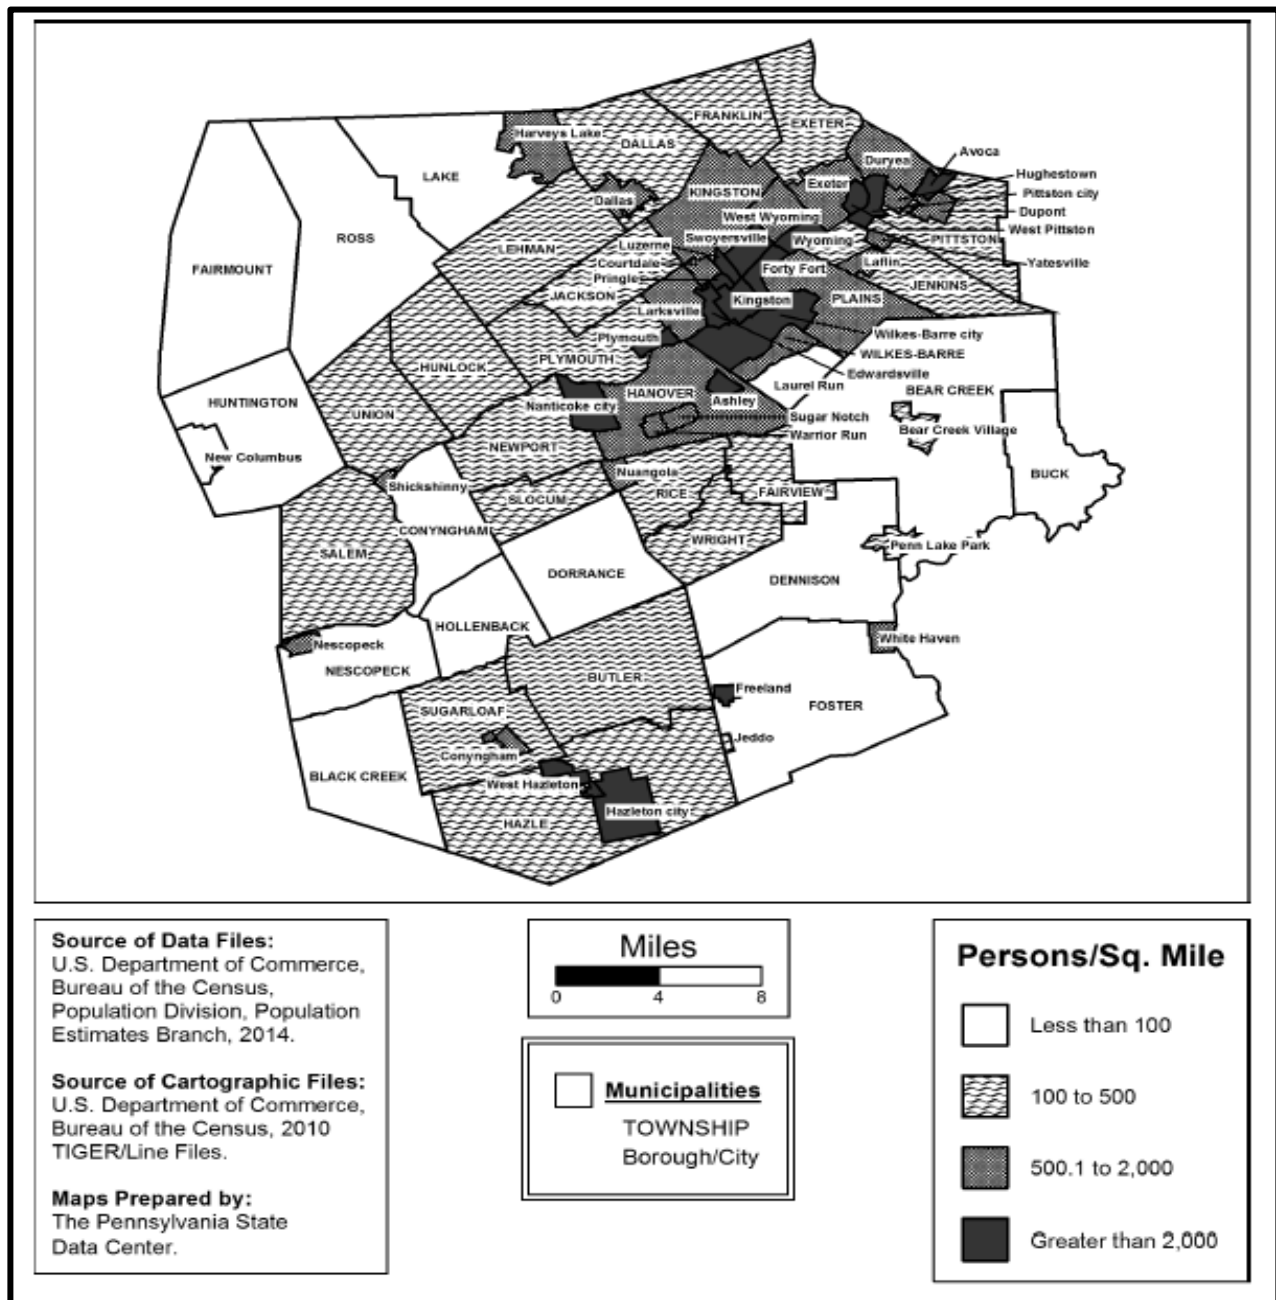 FRANKLIN
EXETER
Harveys Lake
DALLAS
Duryea
Avoca
LAKE
Hughestown
Exeter
Pittston city
KINGSTON
Dallas
Dupont
West Wyoming
West Pittston
ROSS
Luzerne
Swoyersville
Wyoming
PITTSTON
LEHMAN
Courtdale
Laflin
Yatesville
FAIRMOUNT
Pringle
Forty Fort
JENKINS
JACKSON
Kingston
PLAINS
Larksville
Plymouth
Wilkes-Barre city
PLYMOUTH
WILKES-BARRE
HUNLOCK
Edwardsville
Laurel Run
BEAR CREEK
HUNTINGTON
HANOVER
Ashley
Nanticoke city
UNION
Sugar Notch
Bear Creek Village
NEWPORT
Warrior Run
New Columbus
Nuangola
BUCK
Shickshinny
RICE
FAIRVIEW
SLOCUM
CONYNGHAM
WRIGHT
Penn Lake Park
SALEM
DORRANCE
DENNISON
HOLLENBACK
White Haven
Nescopeck
NESCOPECK
BUTLER
Freeland
FOSTER
SUGARLOAF
Jeddo
Conyngham
BLACK CREEK
West Hazleton
Hazleton city
HAZLE
Source of Data Files:
U.S. Department of Commerce,
Bureau of the Census,
Population Division, Population
Estimates Branch, 2014.
Source of Cartographic Files:
U.S. Department of Commerce,
Bureau of the Census, 2010
TIGER/Line Files.
Maps Prepared by:
The Pennsylvania State
Data Center.
Miles
0 4 8
Municipalities
TOWNSHIP
Borough/City
Persons/Sq. Mile
Less than 100
100 to 500
500.1 to 2,000
Greater than 2,000